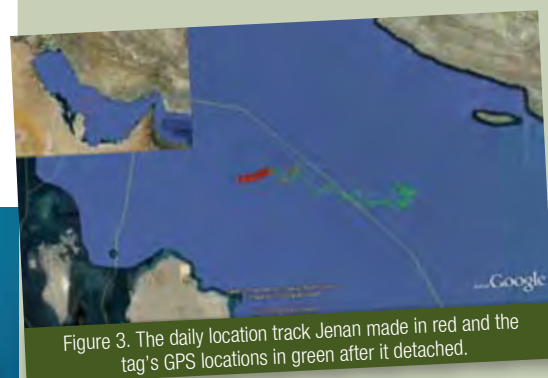 Google
Figure 3. The daily location track Jenan made in red and the
tag's GPS locations in green after it detached.